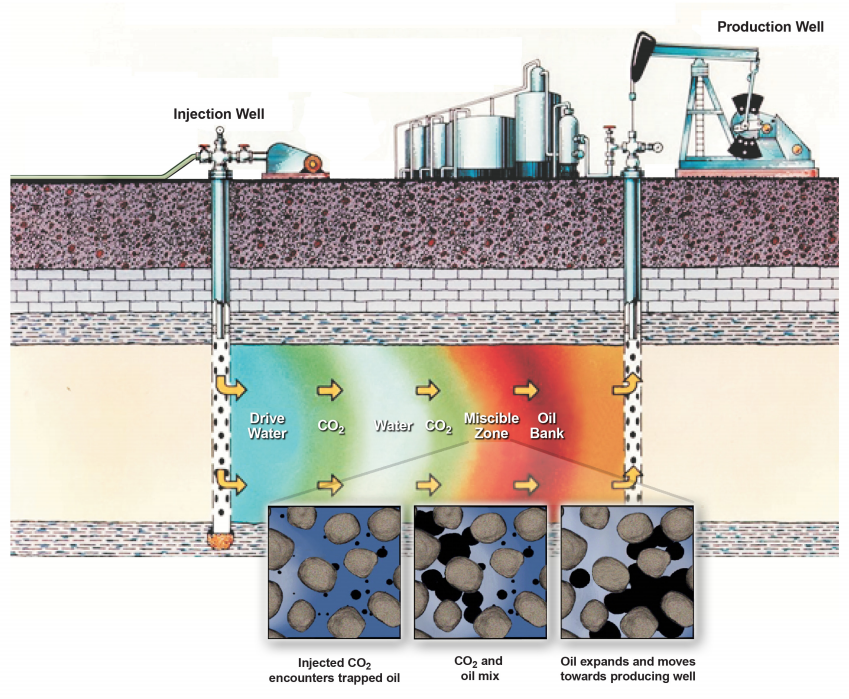 Production Well
Injection Well
Drive
Water
CO₂
Water
CO₂
Miscible
Zone
Oil
Bank
Injected CO₂
encounters trapped oil
CO₂ and
oil mix
Oil expands and moves
towards producing well